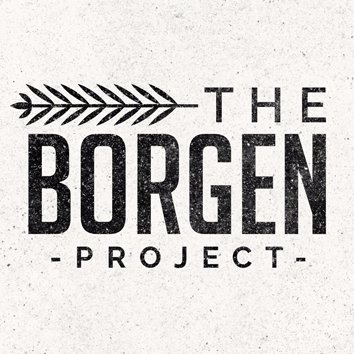 THE
BORGEN
-PROJECT-